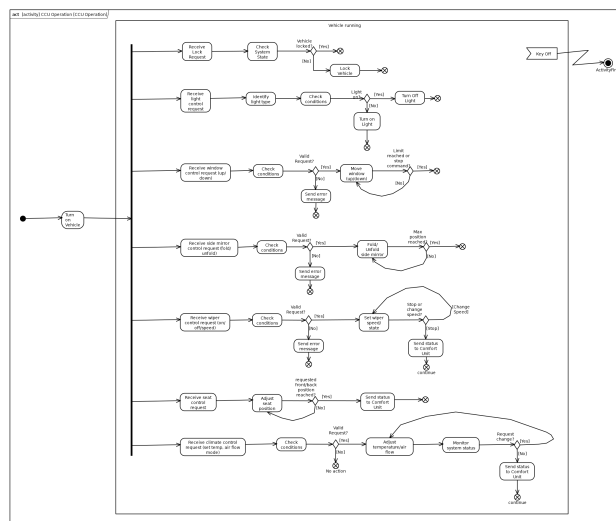 act [activity] CCU Operation [CCU Operation]
Vehicle running
Key Off
Turn
on
Vehicle
Receive
Lock
Request
Check
System
State
Vehicle
locked?
[Yes]
[No]
Lock
Vehicle
Receive
light
control
request
Identify
light type
Check
conditions
Light
[Yes]
[No]
Turn Off
Light
Turn on
Light
Receive window
control request (up/
down)
Check
conditions
Valid
Request?
[Yes]
[No]
Send error
message
Move
window
(up/down)
Limit
reached or
stop
command?
[Yes]
[No]
Receive side mirror
control request (fold/
unfold)
Check
conditions
Valid
Request?
[Yes]
[No]
Send error
message
Fold/
Unfold
side mirror
Max
position
reached?
[Yes]
[No]
Receive wiper
control request (on/
off/speed)
Check
conditions
Valid
Request?
[Yes]
[No]
Send error
message
Set wiper
speed/
state
Stop or
change
speed?
[Change
Speed]
[Stop]
Send status
to Comfort
Unit
continue
Receive seat
control
request
Adjust
seat
position
requested
front/back
position
reached?
[Yes]
[No]
Send status
to Comfort
Unit
Receive climate control
request (set temp. air flow
mode)
Check
conditions
Valid
Request?
[Yes]
[No]
No action
Adjust
temperature/air
flow
Monitor
system status
Request
change?
[Yes]
[No]
Send status
to Comfort
Unit
continue